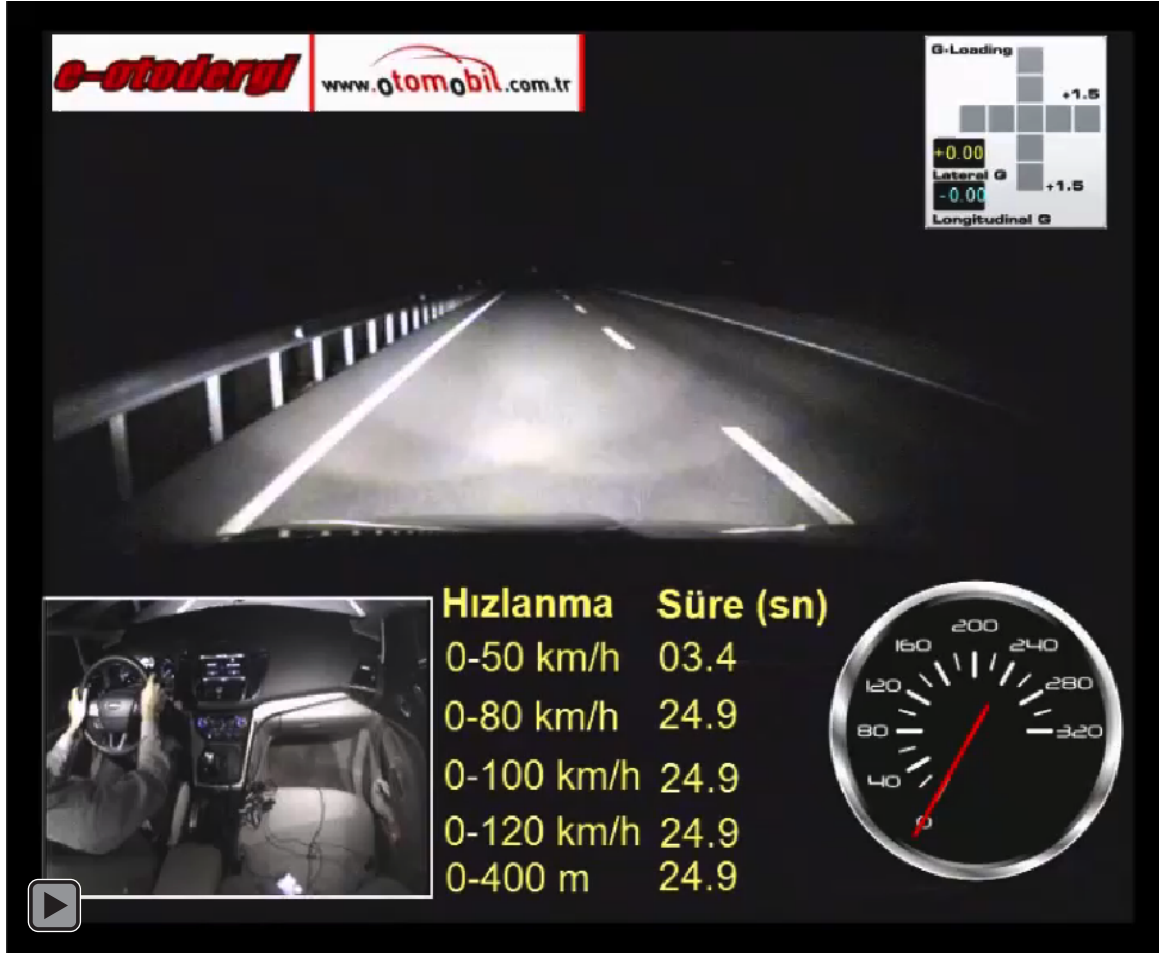 e-otodergi
www.otomobil.com.tr
G-Loading
+1.5
+0.00
Lateral G
+1.5
-0.00
Longitudinal G
Hızlanma Süre (sn)
0-50 km/h 03.4
0-80 km/h 24.9
0-100 km/h 24.9
0-120 km/h 24.9
0-400 m 24.9
0
40
80
120
160
200
240
280
320